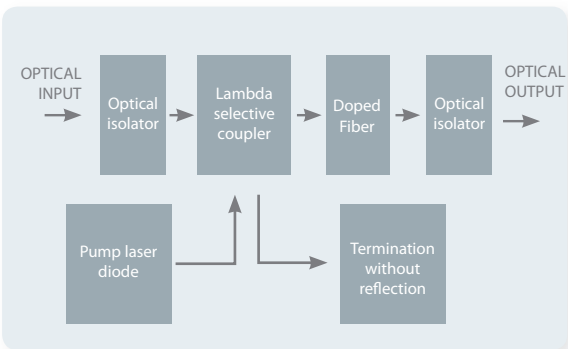 OPTICAL
INPUT
Optical
isolator
Lambda
selective
coupler
Doped
Fiber
Optical
isolator
OPTICAL
OUTPUT
Pump laser
diode
Termination
without
reflection